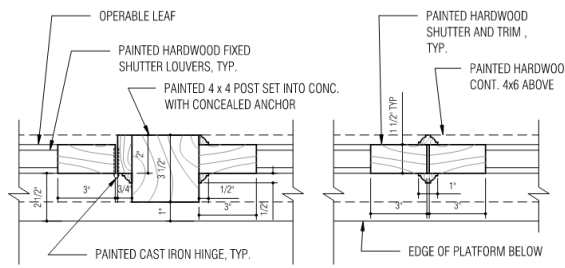 OPERABLE LEAF
PAINTED HARDWOOD FIXED
SHUTTER LOUVERS, TYP.
PAINTED 4 x 4 POST SET INTO CONC.
WITH CONCEALED ANCHOR
PAINTED HARDWOOD
SHUTTER AND TRIM ,
TYP.
PAINTED HARDWOO
CONT. 4x6 ABOVE
2"
3 1/2"
1 1/2" TYP
3"
3/4"
1/2"
1"
2 1/2"
3"
1/2"
3"
3"
1"
PAINTED CAST IRON HINGE, TYP.
EDGE OF PLATFORM BELOW